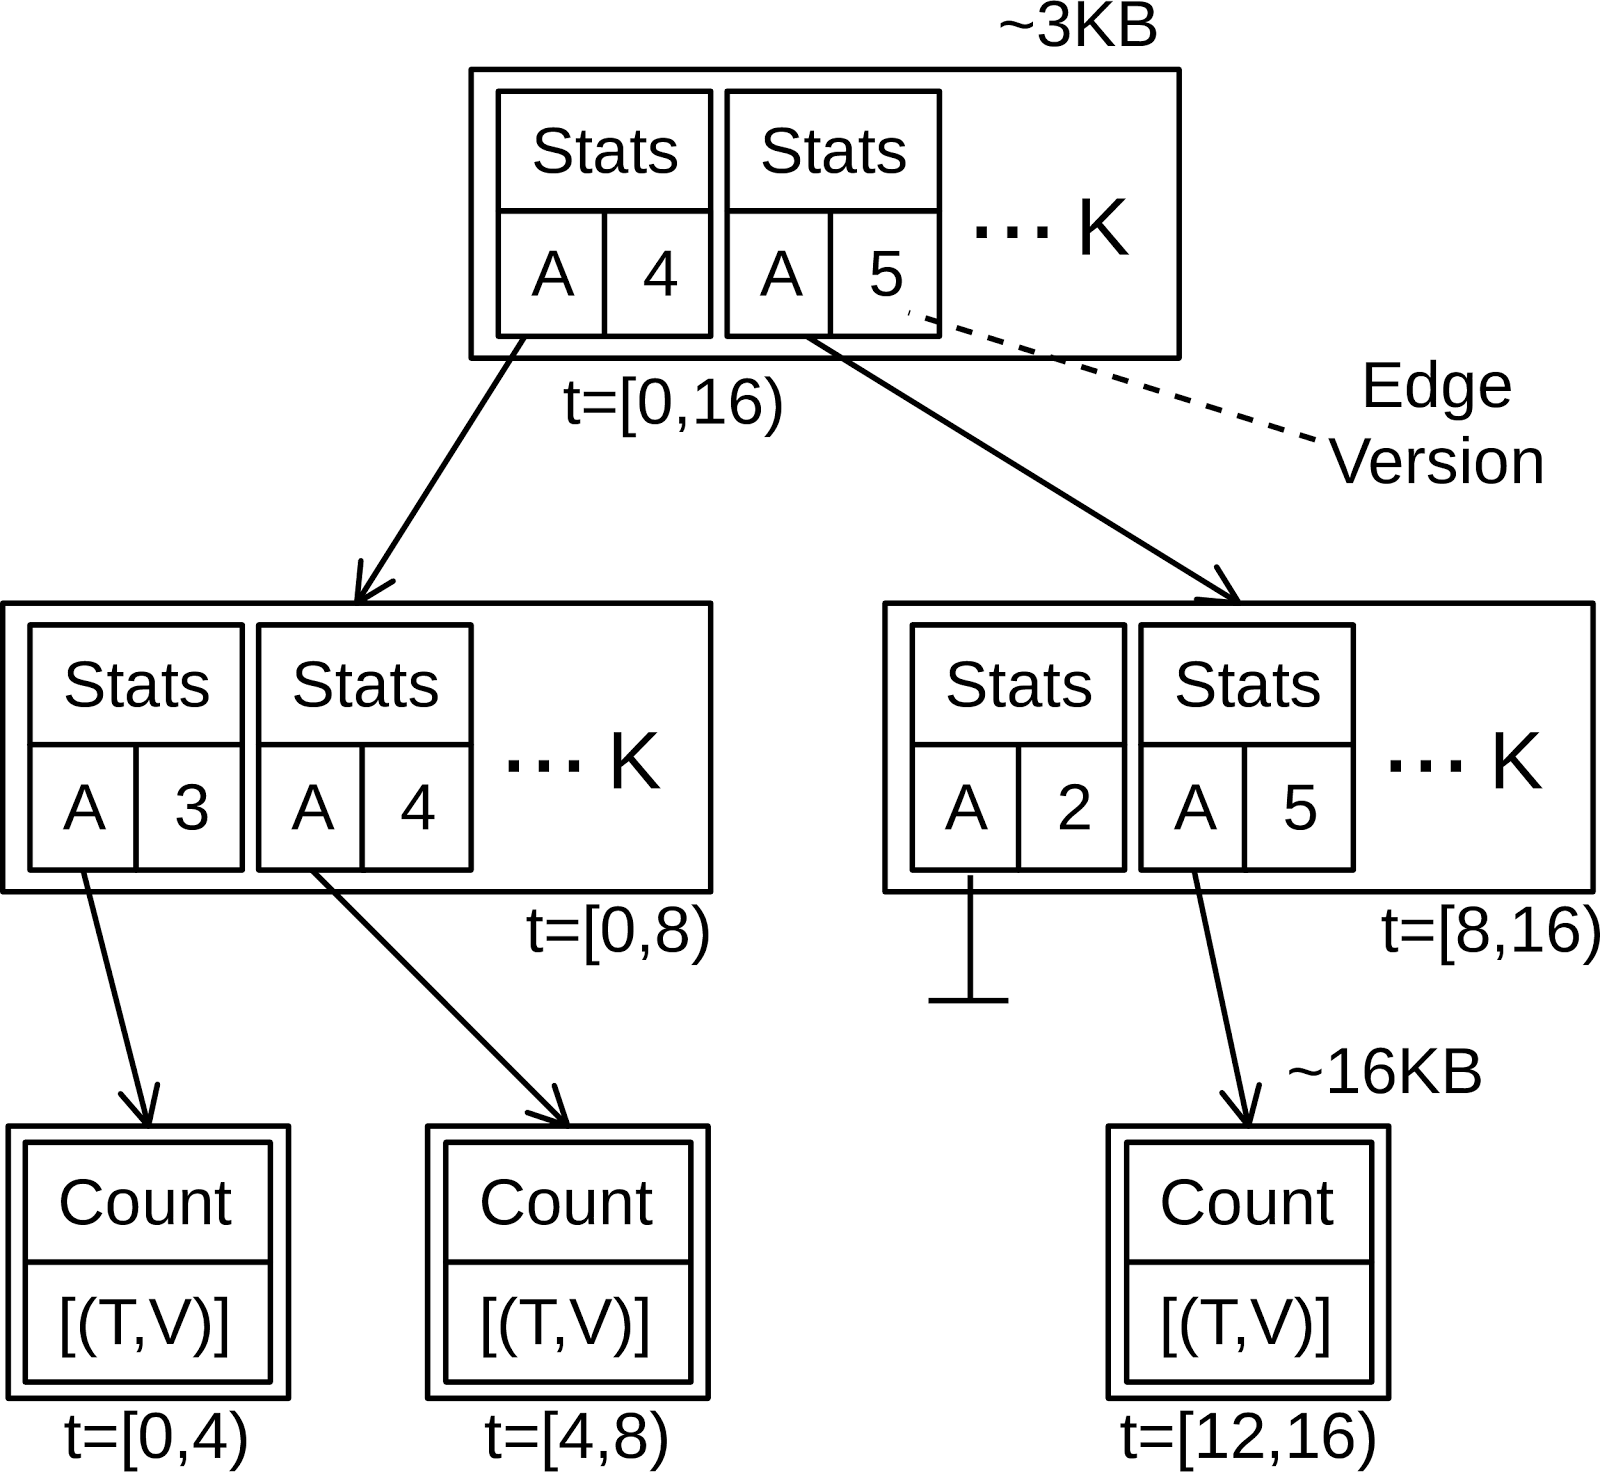 ~3KB
Stats Stats
A 4 A 5 ... K
t=[0,16)
Edge
Version
Stats Stats
A 3 A 4 ... K
t=[0,8)
Stats Stats
A 2 A 5 ... K
t=[8,16)
~16KB
Count
[(T,V)]
t=[0,4)
Count
[(T,V)]
t=[4,8)
Count
[(T,V)]
t=[12,16)